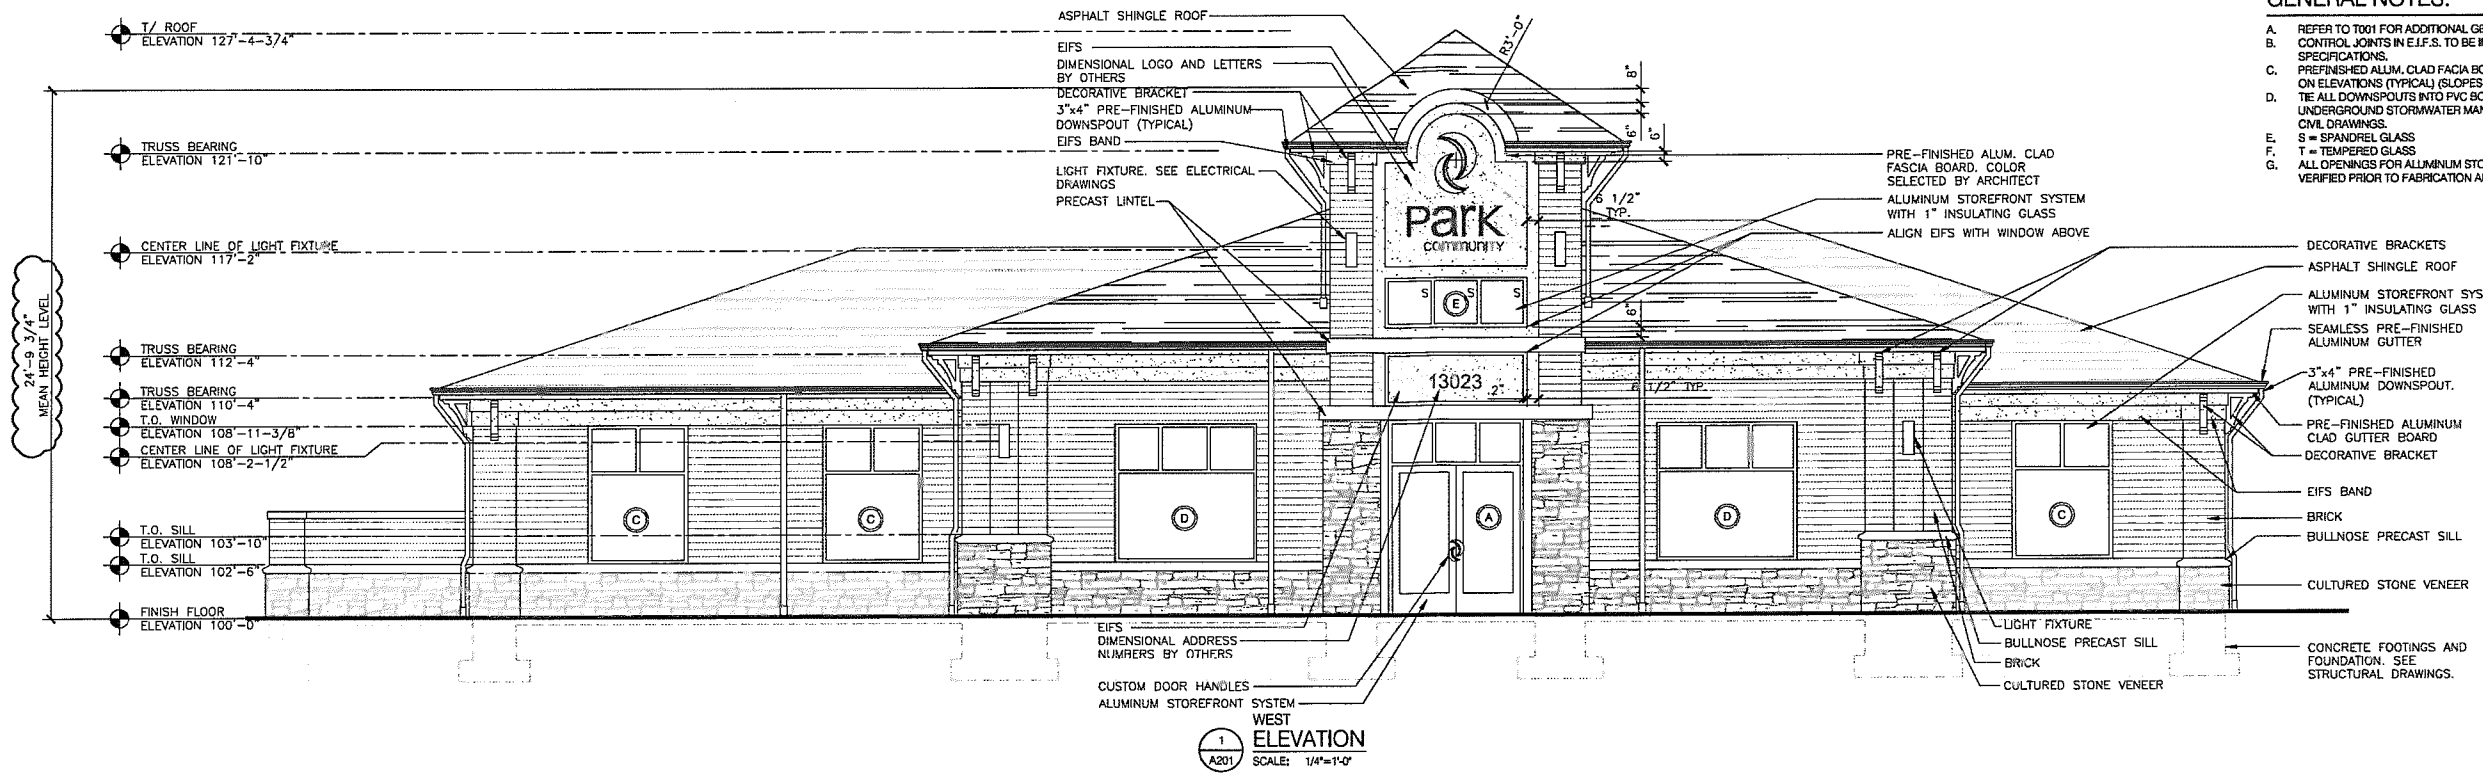 T/ ROOF
ELEVATION 127'-4-3/4"
TRUSS BEARING
ELEVATION 121'-10"
CENTER LINE OF LIGHT FIXTURE
ELEVATION 117'-2"
TRUSS BEARING
ELEVATION 112'-4"
TRUSS BEARING
ELEVATION 110'-4"
T.O. WINDOW
ELEVATION 108'-11-3/8"
CENTER LINE OF LIGHT FIXTURE
ELEVATION 108'-2-1/2"
T.O. SILL
ELEVATION 103'-10"
T.O. SILL
ELEVATION 102'-6"
FINISH FLOOR
ELEVATION 100'-0"
24'-9 3/4"
MEAN HEIGHT LEVEL
ASPHALT SHINGLE ROOF
EIFS
DIMENSIONAL LOGO AND LETTERS
BY OTHERS
DECORATIVE BRACKET
3"x4" PRE-FINISHED ALUMINUM
DOWNSPOUT (TYPICAL)
EIFS BAND
LIGHT FIXTURE. SEE ELECTRICAL
DRAWINGS
PRECAST LINTEL
R3'-0"
8"
6"
6"
Park
community
6 1/2"
TYP.
S
E
S
S
6"
13023
2"
6 1/2" TYP.
C
C
D
A
D
C
PRE-FINISHED ALUM. CLAD
FASCIA BOARD. COLOR
SELECTED BY ARCHITECT
ALUMINUM STOREFRONT SYSTEM
WITH 1" INSULATING GLASS
ALIGN EIFS WITH WINDOW ABOVE
GENERAL NOTES:
A. REFER TO T001 FOR ADDITIONAL
B. CONTROL JOINTS IN E.I.F.S. TO BE
SPECIFICATIONS.
C. PREFINISHED ALUM. CLAD FACIA
ON ELEVATIONS (TYPICAL) (SLOPES
D. TIE ALL DOWNSPOUTS INTO PVC
UNDERGROUND STORMWATER
CIVIL DRAWINGS.
E. S = SPANDREL GLASS
F. T = TEMPERED GLASS
G. ALL OPENINGS FOR ALUMINUM
VERIFIED PRIOR TO FABRICATION
DECORATIVE BRACKETS
ASPHALT SHINGLE ROOF
ALUMINUM STOREFRONT SYS
WITH 1" INSULATING GLASS
SEAMLESS PRE-FINISHED
ALUMINUM GUTTER
3"x4" PRE-FINISHED
ALUMINUM DOWNSPOUT.
(TYPICAL)
PRE-FINISHED ALUMINUM
CLAD GUTTER BOARD
DECORATIVE BRACKET
EIFS BAND
BRICK
BULLNOSE PRECAST SILL
CULTURED STONE VENEER
CONCRETE FOOTINGS AND
FOUNDATION. SEE
STRUCTURAL DRAWINGS.
LIGHT FIXTURE
BULLNOSE PRECAST SILL
BRICK
CULTURED STONE VENEER
EIFS
DIMENSIONAL ADDRESS
NUMBERS BY OTHERS
CUSTOM DOOR HANDLES
ALUMINUM STOREFRONT SYSTEM
1
A201
WEST
ELEVATION
SCALE: 1/4"=1'-0"